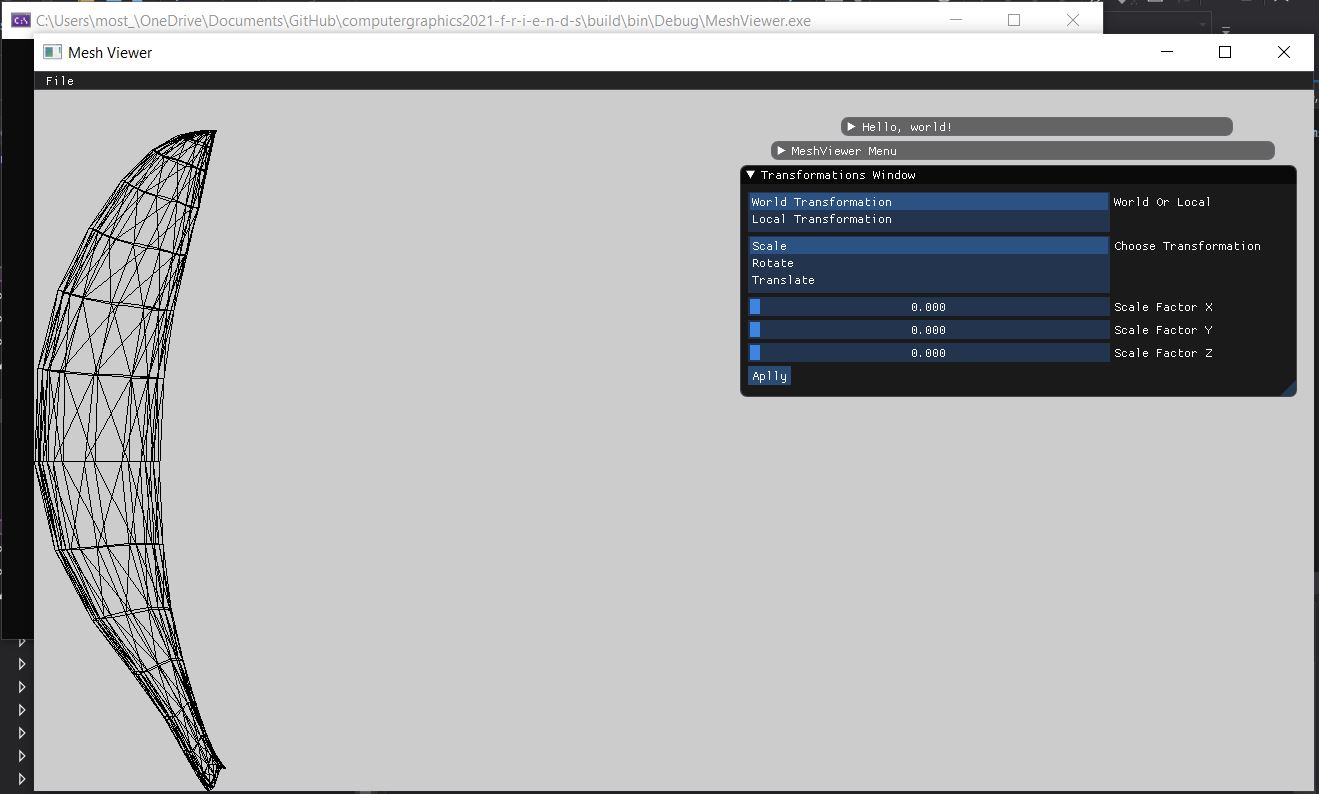 C:\Users\most_\OneDrive\Documents\GitHub\computergraphics2021-f-r-i-e-n-d-s\build\bin\Debug\MeshViewer.exe
Mesh Viewer
File
Hello, world!
MeshViewer Menu
Transformations Window
World Transformation World Or Local
Local Transformation
Scale Choose Transformation
Rotate
Translate
0.000 Scale Factor X
0.000 Scale Factor Y
0.000 Scale Factor Z
Aplly